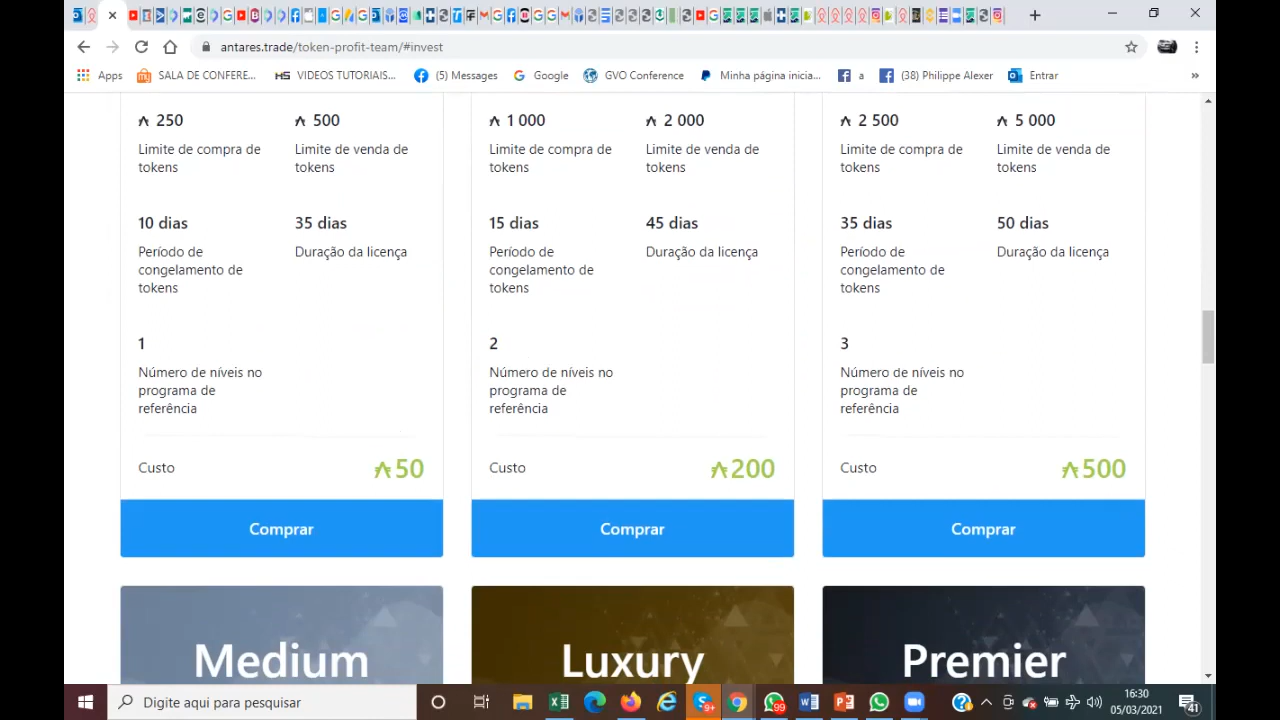 antares.trade/token-profit-team/#invest
Apps
SALA DE CONFERE...
VIDEOS TUTORIAIS...
(5) Messages
Google
GVO Conference
Minha página inicia...
a
(38) Philippe Alexer
Entrar
»
250
500
Limite de compra de
tokens
Limite de venda de
tokens
10 dias
35 dias
Período de
congelamento de
tokens
Duração da licença
1
Número de níveis no
programa de
referência
Custo
50
Comprar
1 000
2 000
Limite de compra de
tokens
Limite de venda de
tokens
15 dias
45 dias
Período de
congelamento de
tokens
Duração da licença
2
Número de níveis no
programa de
referência
Custo
200
Comprar
2 500
5 000
Limite de compra de
tokens
Limite de venda de
tokens
35 dias
50 dias
Período de
congelamento de
tokens
Duração da licença
3
Número de níveis no
programa de
referência
Custo
500
Comprar
Medium
Luxury
Premier
Digite aqui para pesquisar
16:30
05/03/2021
41